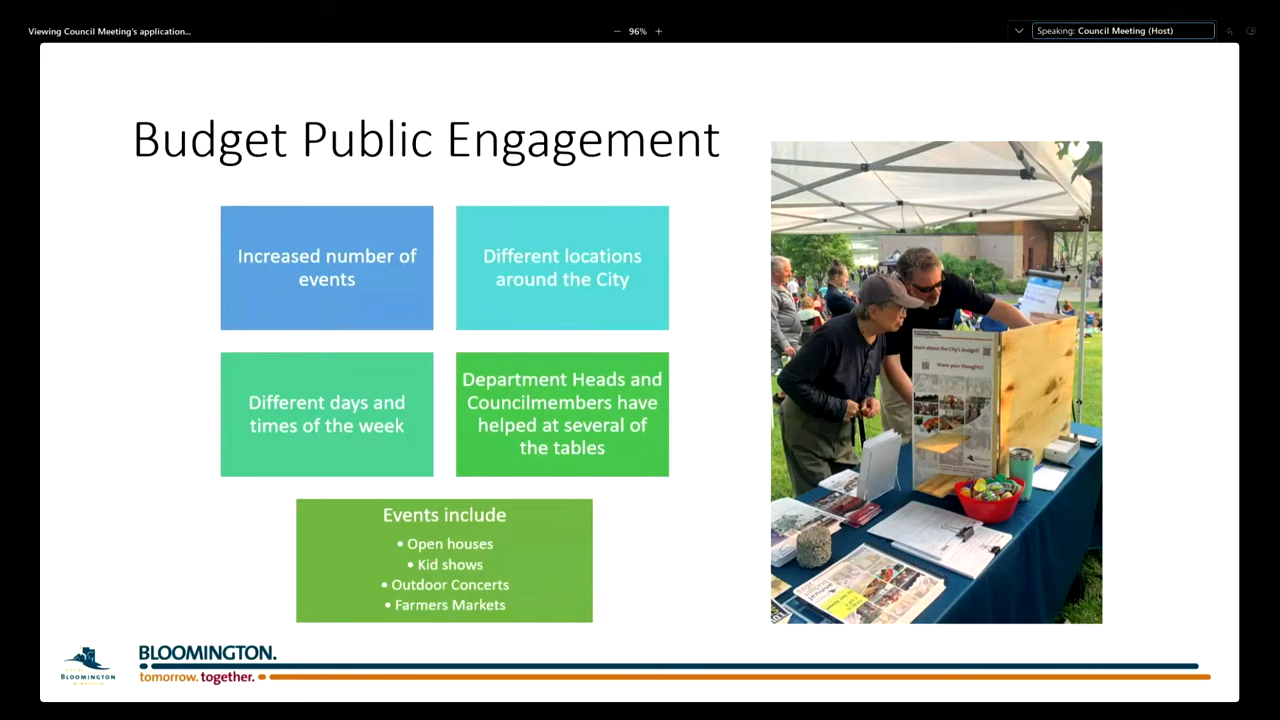 Viewing Council Meeting's application...
96%
Speaking: Council Meeting (Host)
Budget Public Engagement
Increased number of
events
Different locations
around the City
Different days and
times of the week
Department Heads and
Councilmembers have
helped at several of
the tables
Events include
• Open houses
• Kid shows
• Outdoor Concerts
• Farmers Markets
Learn about the City's budget!
Share your thoughts!
BLOOMINGTON.
tomorrow. together.
CITY OF
BLOOMINGTON
MINNESOTA